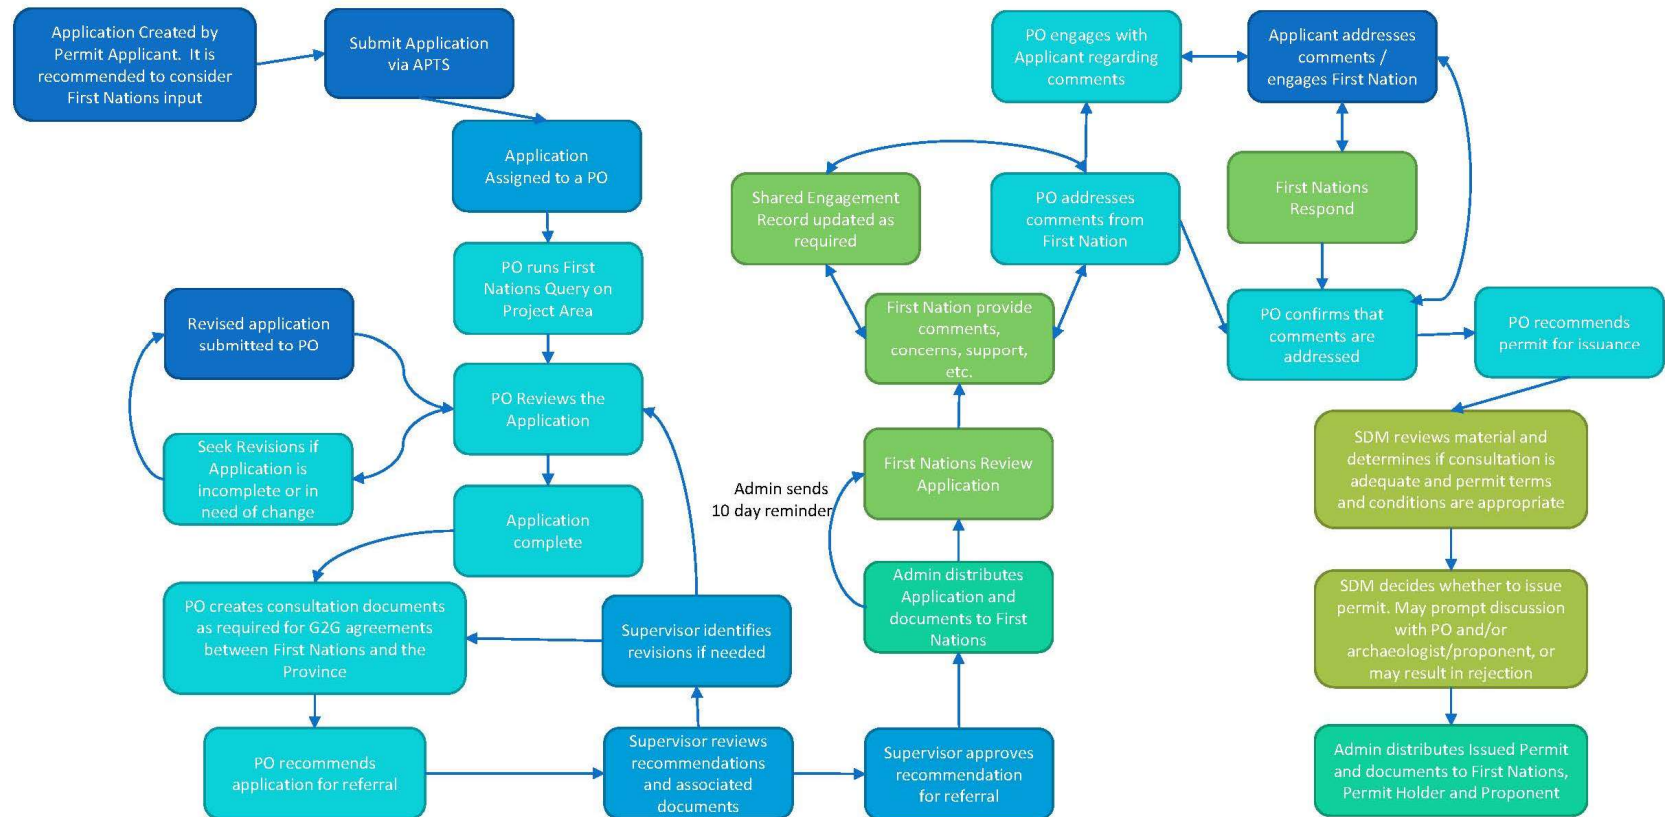 Application Created by
Permit Applicant.  It is
recommended to consider
First Nations input
Submit Application
via APTS
Application
Assigned to a PO
PO runs First
Nations Query on
Project Area
Revised application
submitted to PO
PO Reviews the
Application
Seek Revisions if
Application is
incomplete or in
need of change
Application
complete
PO creates consultation documents
as required for G2G agreements
between First Nations and the
Province
Supervisor identifies
revisions if needed
PO recommends
application for referral
Supervisor reviews
recommendations
and associated
documents
Supervisor approves
recommendation
for referral
Admin distributes
Application and
documents to First
Nations
Admin sends
10 day reminder
First Nations Review
Application
First Nation provide
comments,
concerns, support,
etc.
Shared Engagement
Record updated as
required
PO addresses
comments from
First Nation
PO engages with
Applicant regarding
comments
Applicant addresses
comments /
engages First Nation
First Nations
Respond
PO confirms that
comments are
addressed
PO recommends
permit for issuance
SDM reviews material and
determines if consultation is
adequate and permit terms
and conditions are appropriate
SDM decides whether to issue
permit. May prompt discussion
with PO and/or
archaeologist/proponent, or
may result in rejection
Admin distributes Issued Permit
and documents to First Nations,
Permit Holder and Proponent